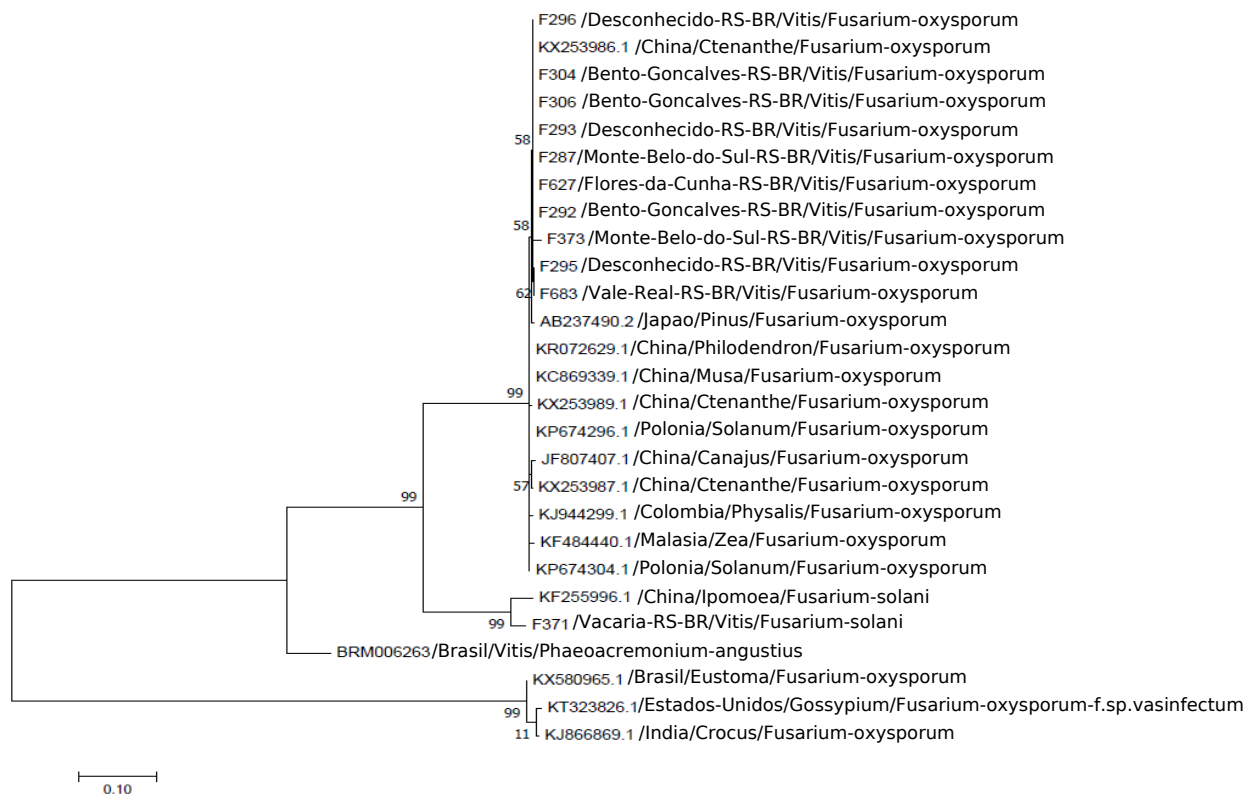 F296 /Desconhecido-RS-BR/Vitis/Fusarium-oxysporum
KX253986.1 /China/Ctenanthe/Fusarium-oxysporum
F304 /Bento-Goncalves-RS-BR/Vitis/Fusarium-oxysporum
F306 /Bento-Goncalves-RS-BR/Vitis/Fusarium-oxysporum
F293 /Desconhecido-RS-BR/Vitis/Fusarium-oxysporum
58
F287/Monte-Belo-do-Sul-RS-BR/Vitis/Fusarium-oxysporum
F627/Flores-da-Cunha-RS-BR/Vitis/Fusarium-oxysporum
F292 /Bento-Goncalves-RS-BR/Vitis/Fusarium-oxysporum
58
F373 /Monte-Belo-do-Sul-RS-BR/Vitis/Fusarium-oxysporum
F295 /Desconhecido-RS-BR/Vitis/Fusarium-oxysporum
62 F683 /Vale-Real-RS-BR/Vitis/Fusarium-oxysporum
AB237490.2 /Japao/Pinus/Fusarium-oxysporum
KR072629.1/China/Philodendron/Fusarium-oxysporum
KC869339.1/China/Musa/Fusarium-oxysporum
99
KX253989.1 /China/Ctenanthe/Fusarium-oxysporum
KP674296.1 /Polonia/Solanum/Fusarium-oxysporum
JF807407.1 /China/Canajus/Fusarium-oxysporum
57 KX253987.1 /China/Ctenanthe/Fusarium-oxysporum
99
KJ944299.1 /Colombia/Physalis/Fusarium-oxysporum
KF484440.1/Malasia/Zea/Fusarium-oxysporum
KP674304.1 /Polonia/Solanum/Fusarium-oxysporum
KF255996.1 /China/Ipomoea/Fusarium-solani
99 F371 /Vacaria-RS-BR/Vitis/Fusarium-solani
BRM006263/Brasil/Vitis/Phaeoacremonium-angustius
KX580965.1 /Brasil/Eustoma/Fusarium-oxysporum
KT323826.1/Estados-Unidos/Gossypium/Fusarium-oxysporum-f.sp.vasinfectum
99
11 KJ866869.1 /India/Crocus/Fusarium-oxysporum
0.10